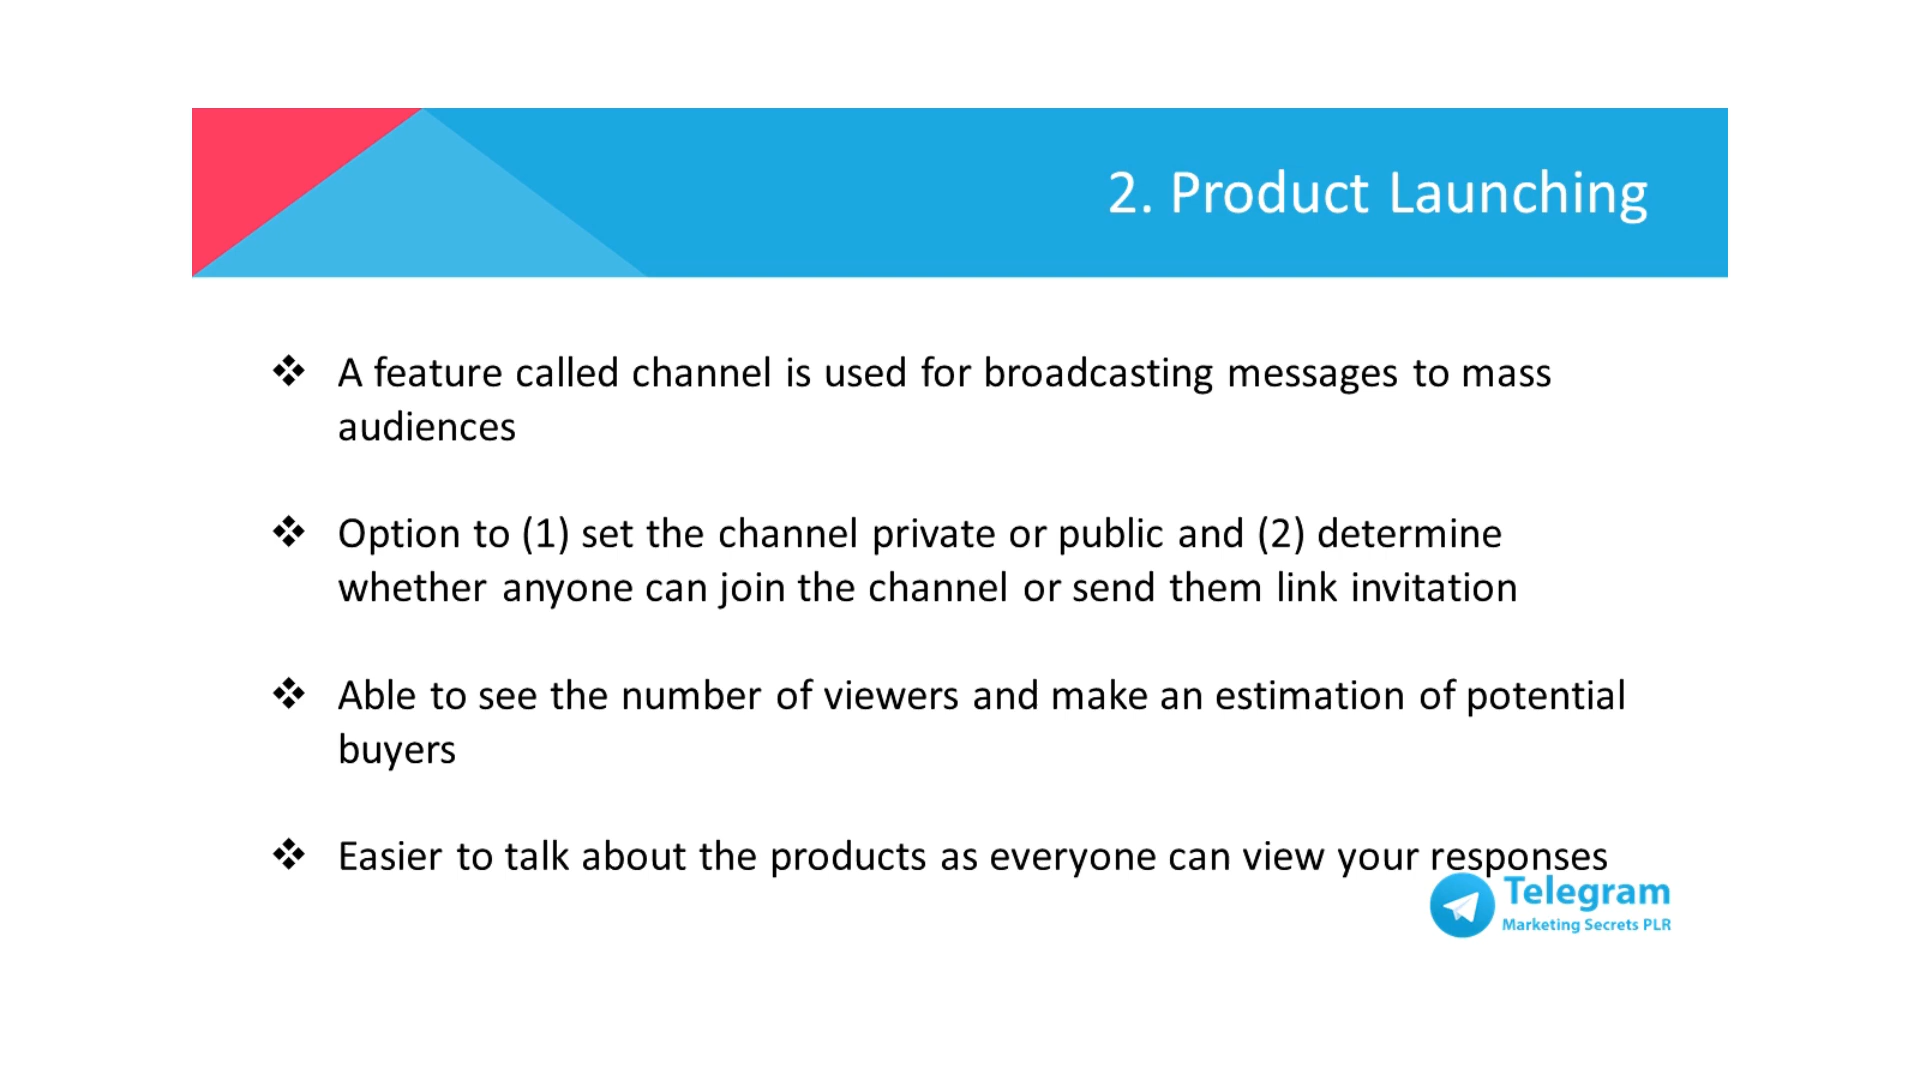 2. Product Launching
❖ A feature called channel is used for broadcasting messages to mass
audiences
❖ Option to (1) set the channel private or public and (2) determine
whether anyone can join the channel or send them link invitation
❖ Able to see the number of viewers and make an estimation of potential
buyers
❖ Easier to talk about the products as everyone can view your responses
Telegram
Marketing Secrets PLR